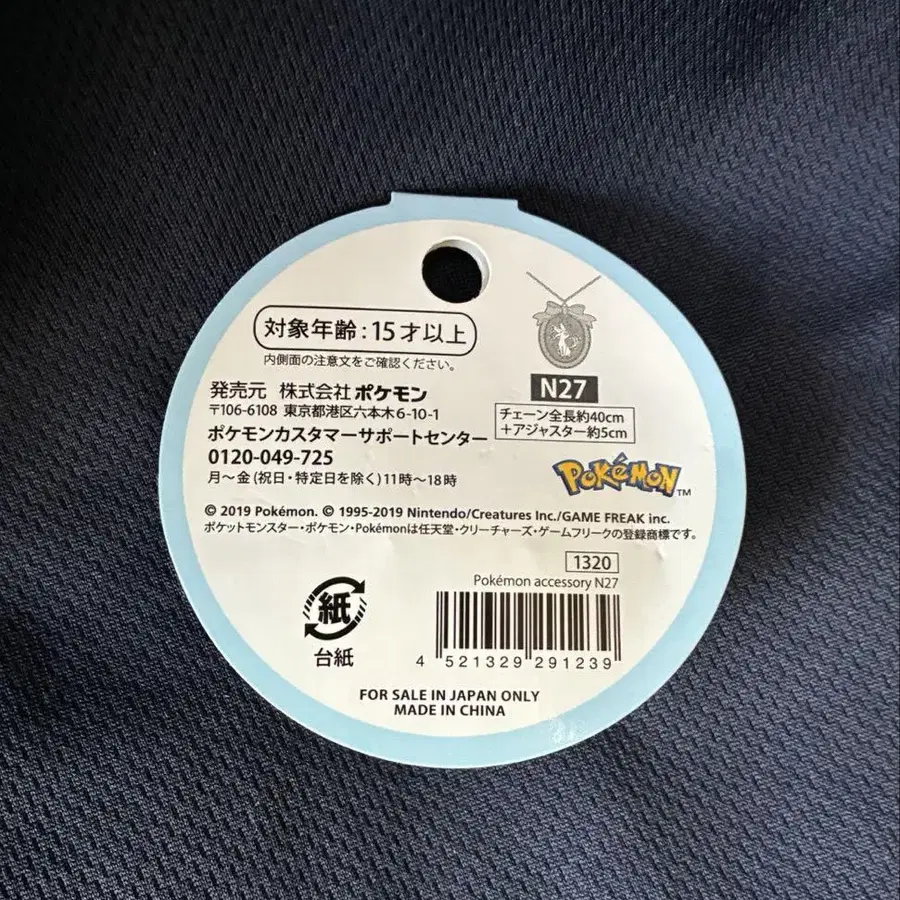 対象年齢:15才以上
内側面の注意文をご確認ください。
発売元 株式会社ポケモン
〒106-6108 東京都港区六本木6-10-1
ポケモンカスタマーサポートセンター
0120-049-725
月〜金(祝日・特定日を除く)11時〜18時
N27
チェーン全長約40cm
+アジャスター約5cm
POKéMON TM
© 2019 Pokémon. © 1995-2019 Nintendo/Creatures Inc./GAME FREAK inc.
ポケットモンスター・ポケモン・Pokémonは任天堂・クリーチャーズ・ゲームフリークの登録商標です。
1320
Pokémon accessory N27
4 521329 291239
紙
台紙
FOR SALE IN JAPAN ONLY
MADE IN CHINA